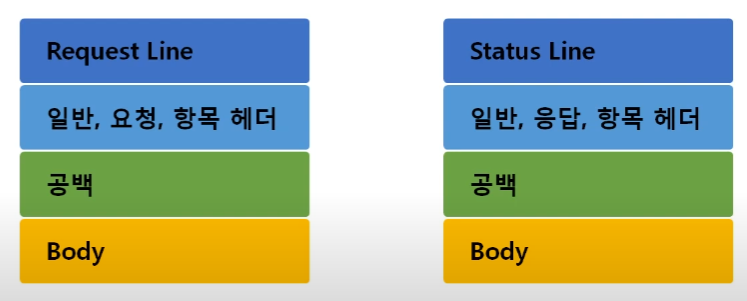 Request Line
일반, 요청, 항목 헤더
공백
Body
Status Line
일반, 응답, 항목 헤더
공백
Body